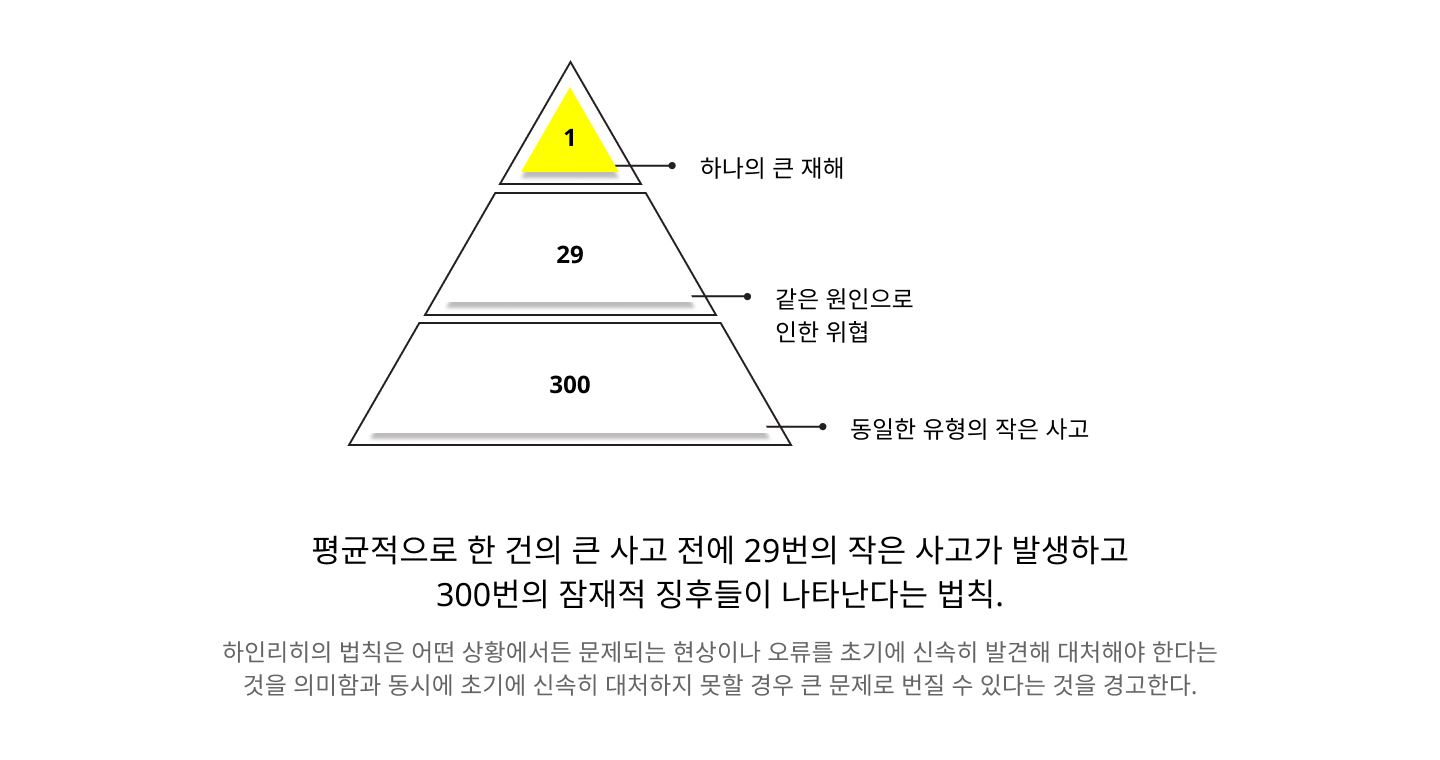 1
하나의 큰 재해
29
같은 원인으로
인한 위협
300
동일한 유형의 작은 사고
평균적으로 한 건의 큰 사고 전에 29번의 작은 사고가 발생하고
300번의 잠재적 징후들이 나타난다는 법칙.
하인리히의 법칙은 어떤 상황에서든 문제되는 현상이나 오류를 초기에 신속히 발견해 대처해야 한다는
것을 의미함과 동시에 초기에 신속히 대처하지 못할 경우 큰 문제로 번질 수 있다는 것을 경고한다.